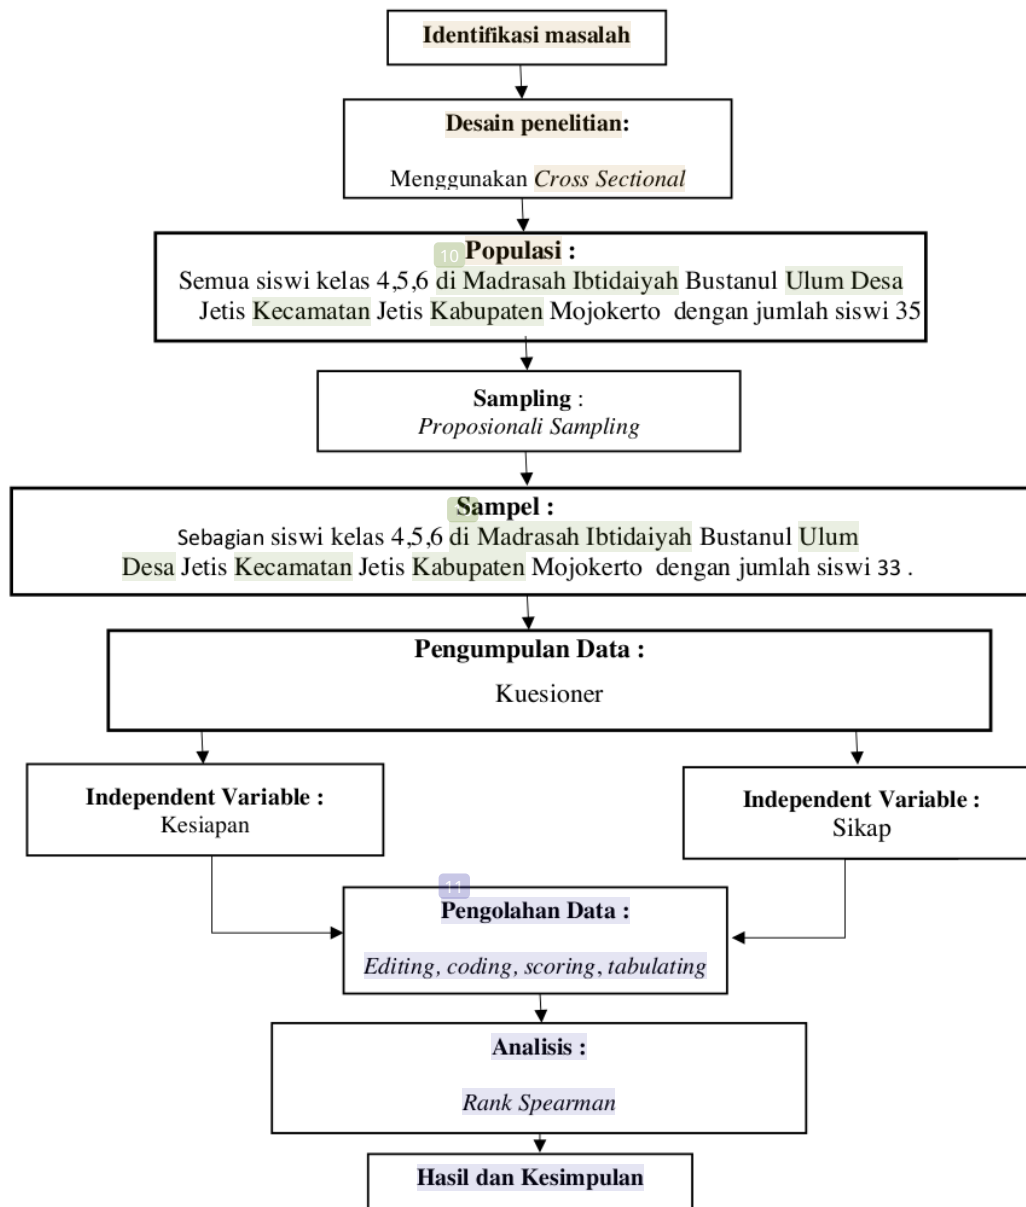 Identifikasi masalah
Desain penelitian:
Menggunakan Cross Sectional
10
Populasi :
Semua siswi kelas 4,5,6 di Madrasah Ibtidaiyah Bustanul Ulum Desa
Jetis Kecamatan Jetis Kabupaten Mojokerto dengan jumlah siswi 35
Sampling :
Proposionali Sampling
Sampel :
Sebagian siswi kelas 4,5,6 di Madrasah Ibtidaiyah Bustanul Ulum
Desa Jetis Kecamatan Jetis Kabupaten Mojokerto dengan jumlah siswi 33 .
Pengumpulan Data :
Kuesioner
Independent Variable :
Kesiapan
Independent Variable :
Sikap
11
Pengolahan Data :
Editing, coding, scoring, tabulating
Analisis :
Rank Spearman
Hasil dan Kesimpulan